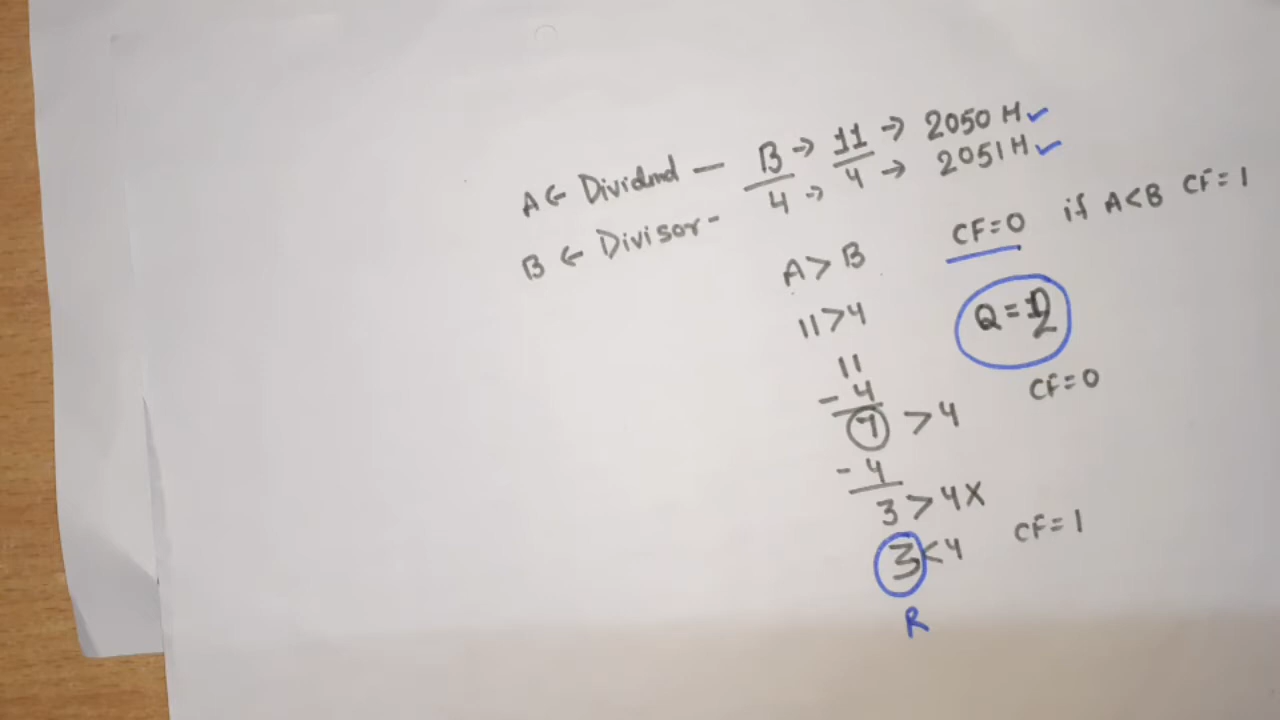 A ← Dividend — B → 11 → 2050 H ✓
B ← Divisor - 4 → 4 → 2051 H ✓
A > B CF=0 if A<B CF=1
11 > 4 Q = 2
11
- 4 CF=0
7 > 4
- 4
3 > 4 X
3 < 4 CF=1
R